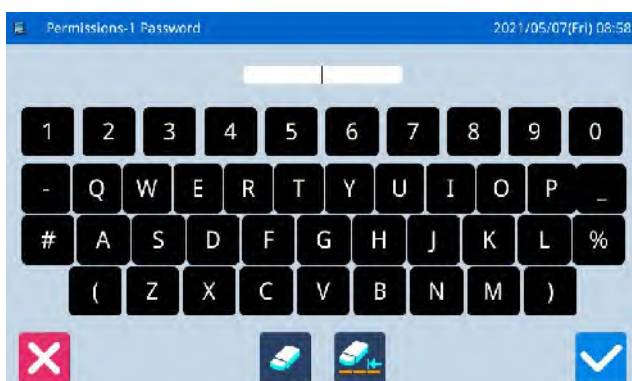 Permissions-1 Password 2021/05/07(Fri) 08:58
1 2 3 4 5 6 7 8 9 0
- Q W E R T Y U I O P _
# A S D F G H J K L %
( Z X C V B N M )